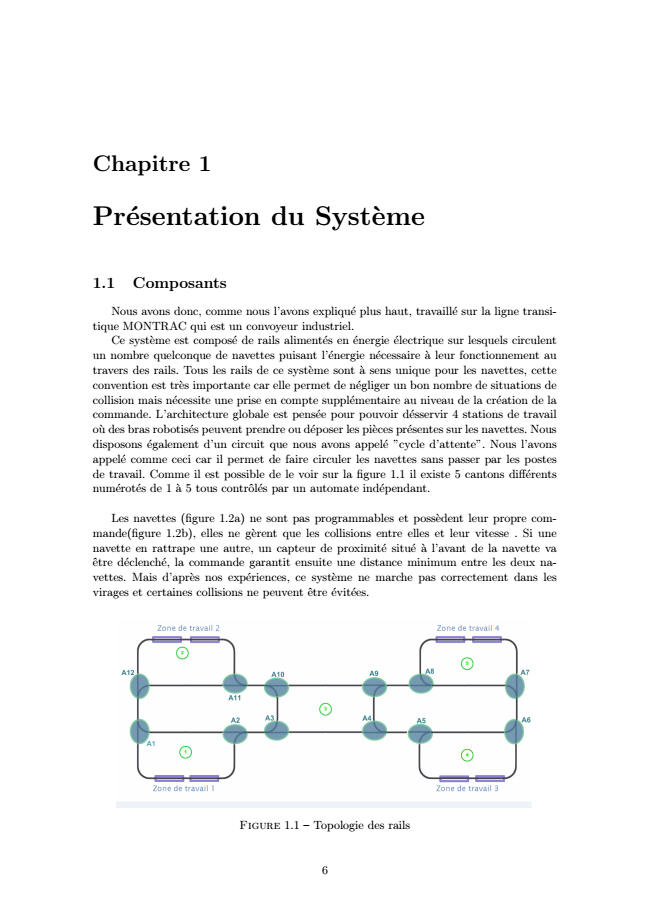 Chapitre 1
Présentation du Système
1.1 Composants
Nous avons donc, comme nous l'avons expliqué plus haut, travaillé sur la ligne transi-
tique MONTRAC qui est un convoyeur industriel.
Ce système est composé de rails alimentés en énergie électrique sur lesquels circulent
un nombre quelconque de navettes puisant l'énergie nécessaire à leur fonctionnement au
travers des rails. Tous les rails de ce système sont à sens unique pour les navettes, cette
convention est très importante car elle permet de négliger un bon nombre de situations de
collision mais nécessite une prise en compte supplémentaire au niveau de la création de la
commande. L'architecture globale est pensée pour pouvoir désservir 4 stations de travail
où des bras robotisés peuvent prendre ou déposer les pièces présentes sur les navettes. Nous
disposons également d'un circuit que nous avons appelé "cycle d'attente". Nous l'avons
appelé comme ceci car il permet de faire circuler les navettes sans passer par les postes
de travail. Comme il est possible de le voir sur la figure 1.1 il existe 5 cantons différents
numérotés de 1 à 5 tous contrôlés par un automate indépendant.
Les navettes (figure 1.2a) ne sont pas programmables et possèdent leur propre com-
mande(figure 1.2b), elles ne gèrent que les collisions entre elles et leur vitesse . Si une
navette en rattrape une autre, un capteur de proximité situé à l'avant de la navette va
être déclenché, la commande garantit ensuite une distance minimum entre les deux na-
vettes. Mais d'après nos expériences, ce système ne marche pas correctement dans les
virages et certaines collisions ne peuvent être évitées.
Zone de travail 2
Zone de travail 4
2
5
A12
A11
A10
A9
A8
A7
3
A1
A2
A3
A4
A5
A6
1
4
Zone de travail 1
Zone de travail 3
FIGURE 1.1 – Topologie des rails
6